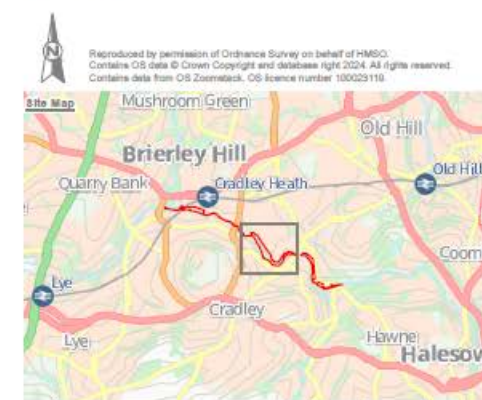 N
Reproduced by permission of Ordnance Survey on behalf of HMSO.
Contains OS data © Crown Copyright and database right 2024. All rights reserved.
Contains data from OS Zoomstack. OS licence number 100023119.
Site Map
Mushroom Green
Old Hill
Brierley Hill
Old Hill
Quarry Bank
Cradley Heath
Coom
Lye
Cradley
Lye
Hawne
Halesow